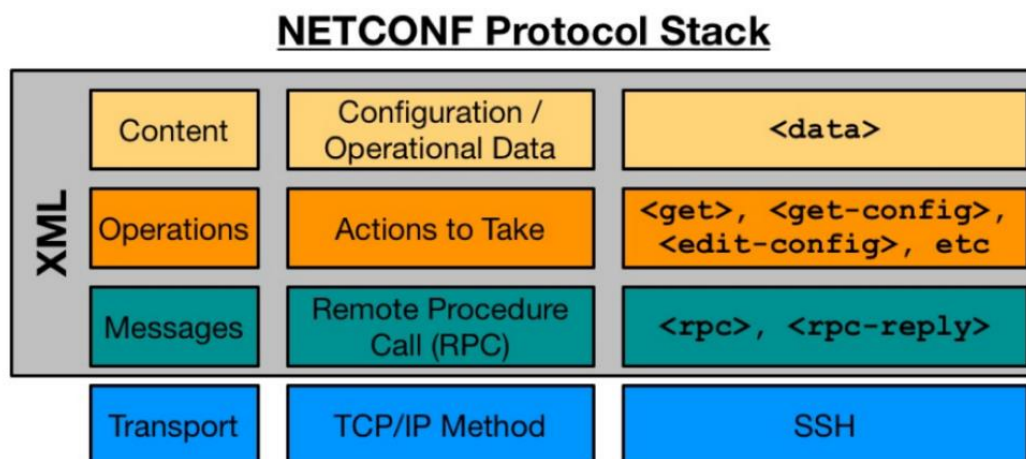 NETCONF Protocol Stack
XML
Content
Configuration /
Operational Data
<data>
Operations
Actions to Take
<get>, <get-config>,
<edit-config>, etc
Messages
Remote Procedure
Call (RPC)
<rpc>, <rpc-reply>
Transport
TCP/IP Method
SSH